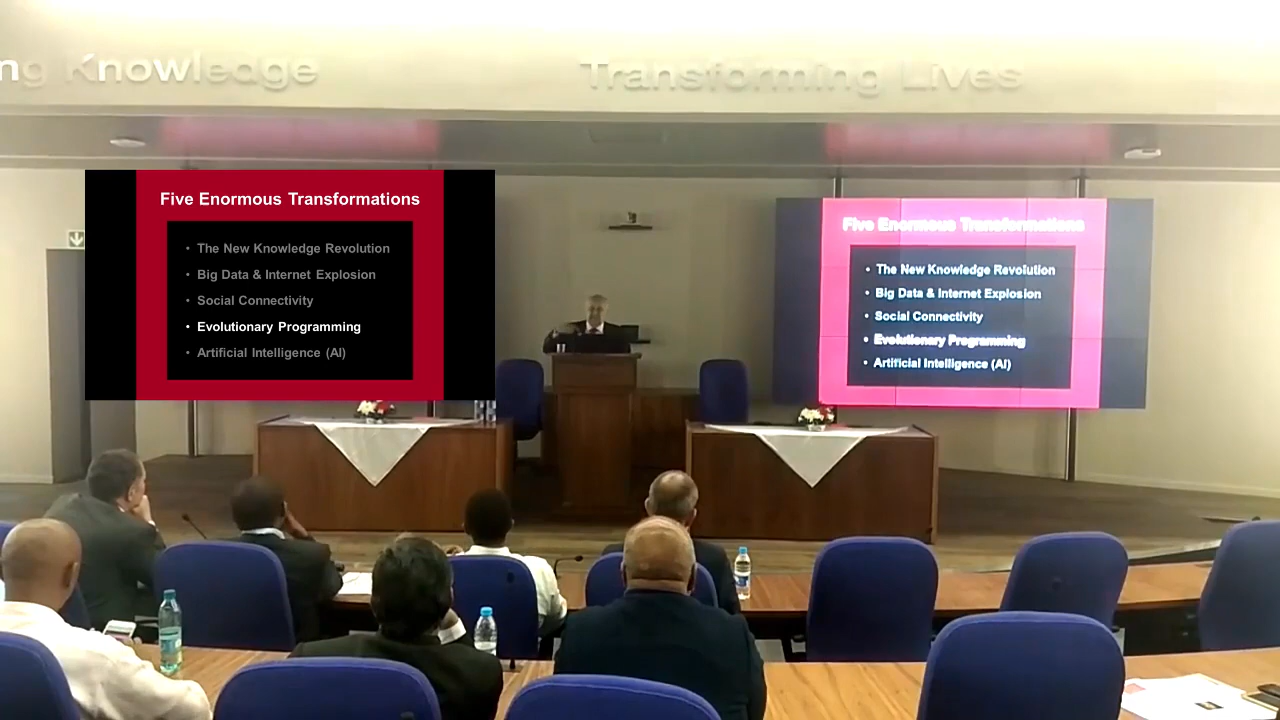 ng Knowledge
Transforming Lives
Five Enormous Transformations
• The New Knowledge Revolution
• Big Data & Internet Explosion
• Social Connectivity
• Evolutionary Programming
• Artificial Intelligence (AI)
Five Enormous Transformations
• The New Knowledge Revolution
• Big Data & Internet Explosion
• Social Connectivity
• Evolutionary Programming
• Artificial Intelligence (AI)